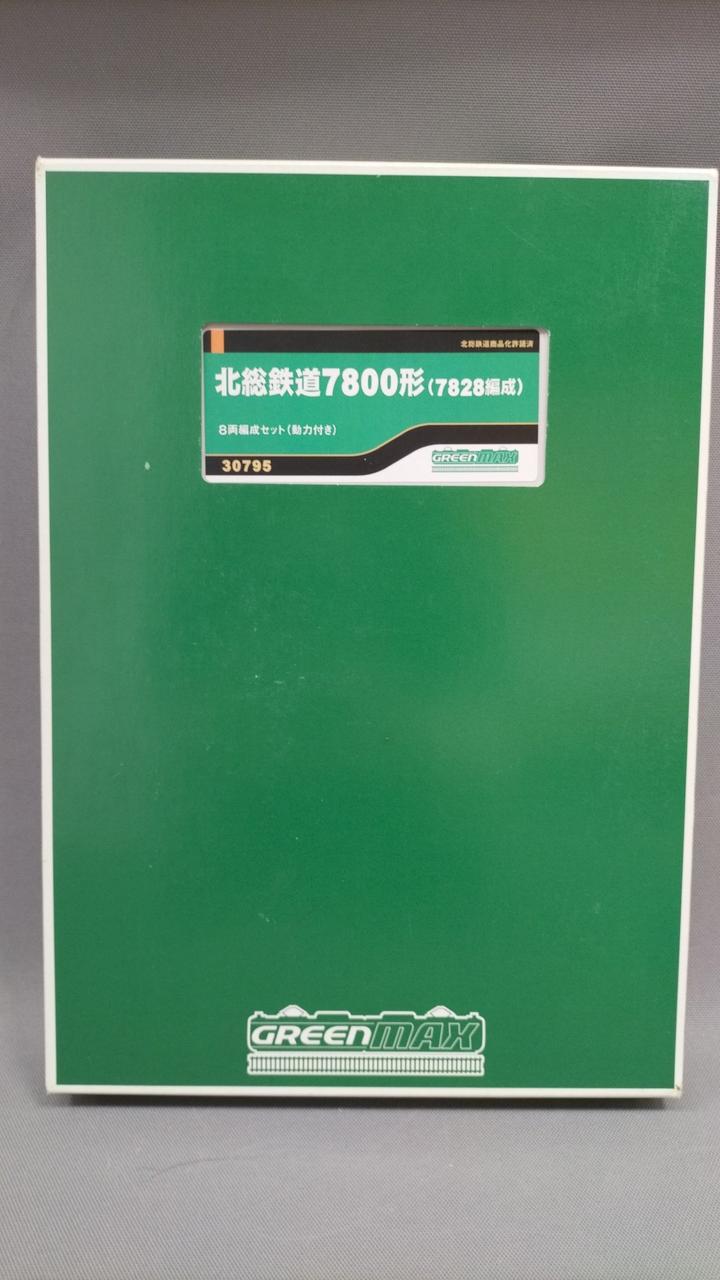 北総鉄道商品化許諾済
北総鉄道7800形(7828編成)
8両編成セット(動力付き)
30795
GREENMAX
GREENMAX